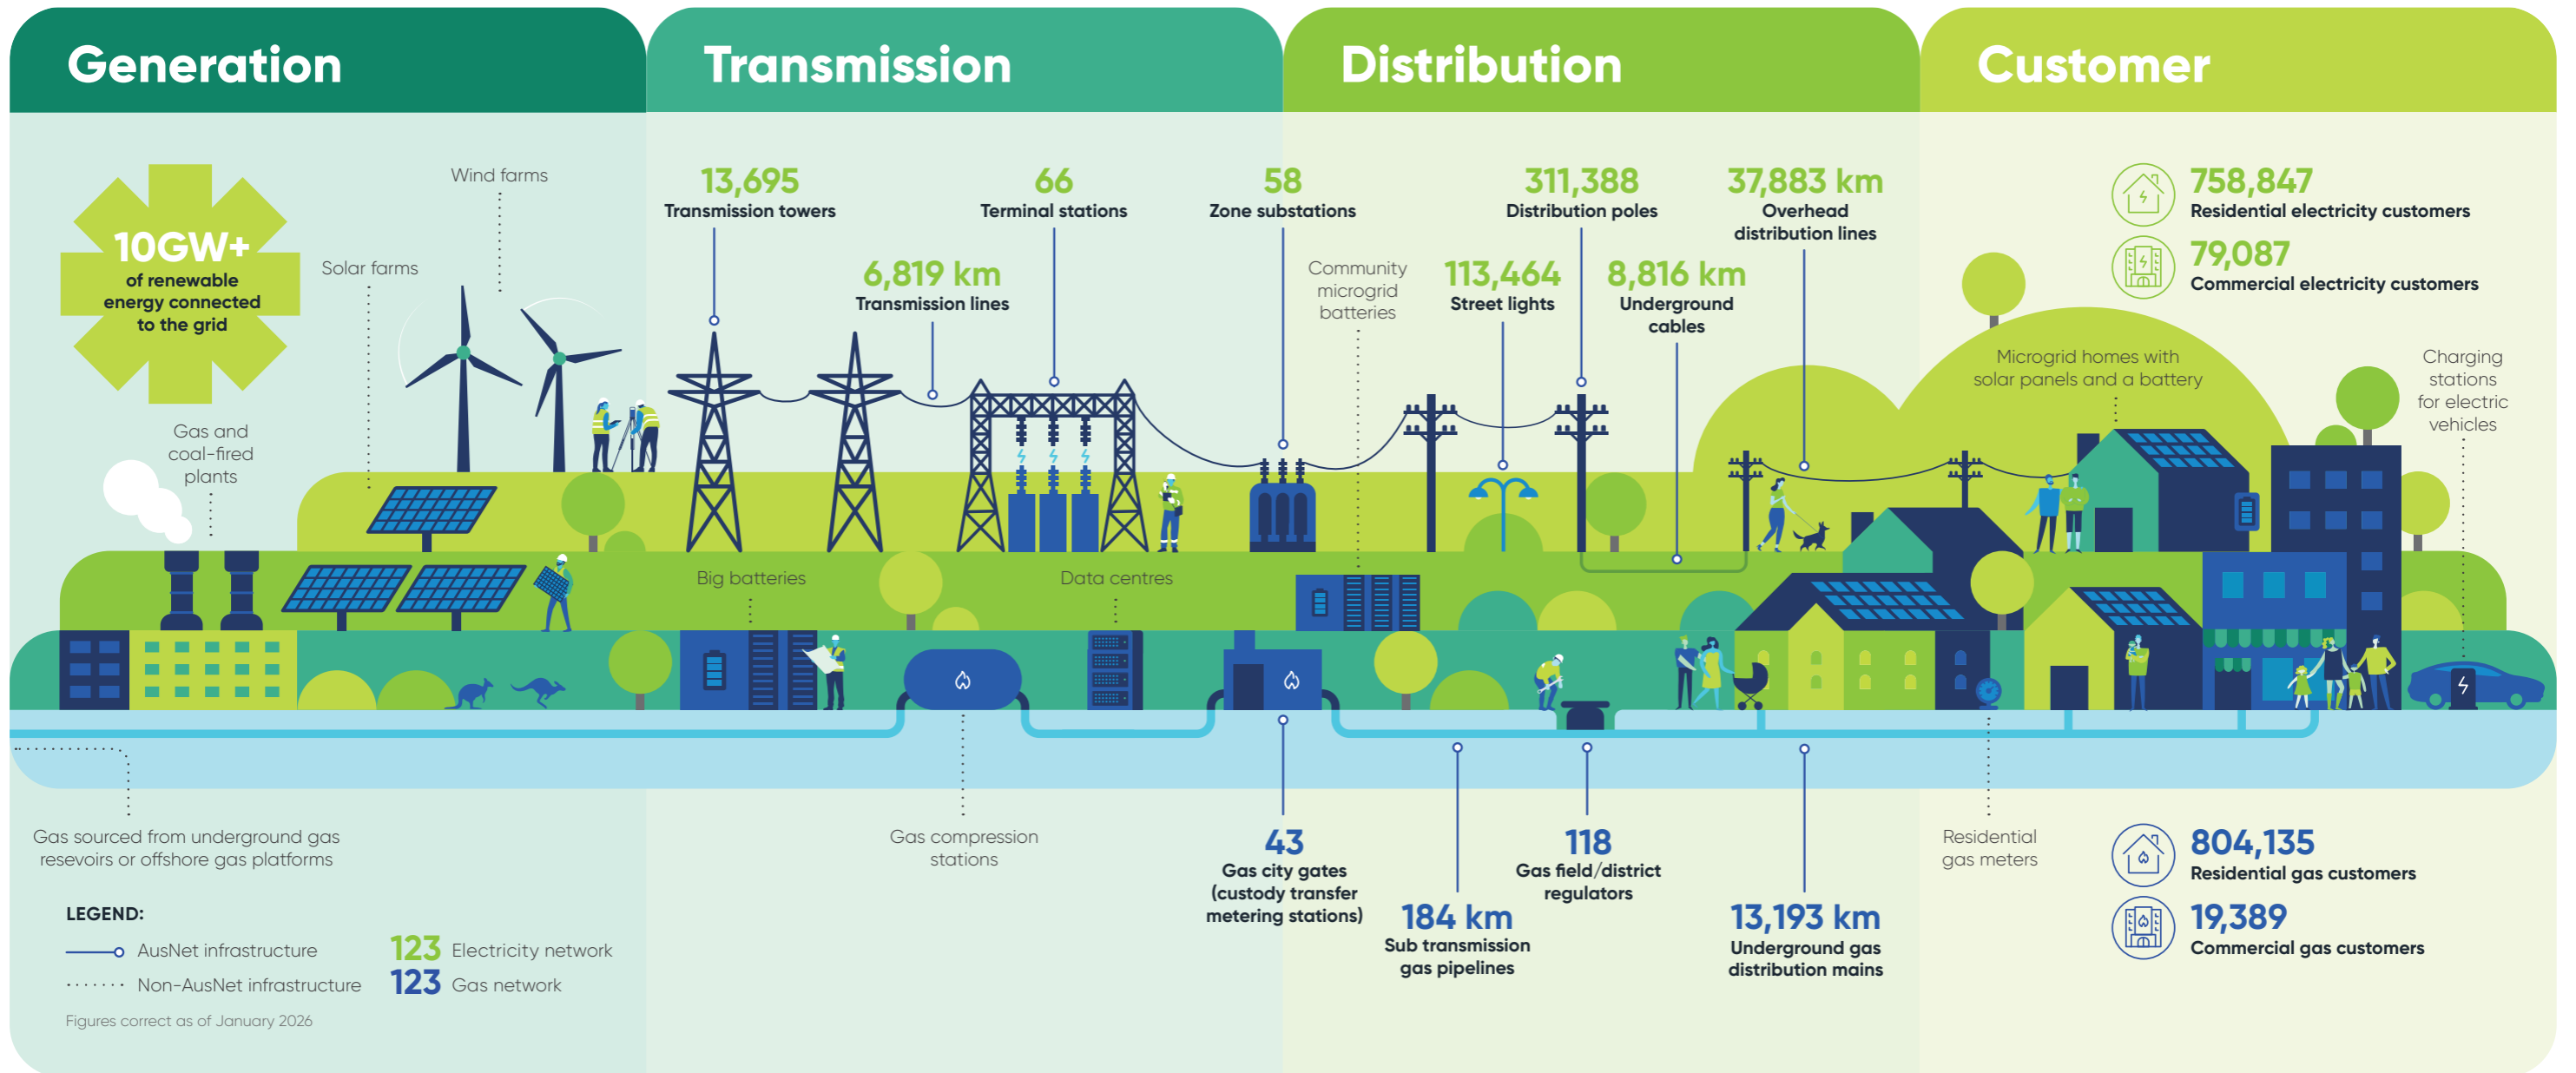 Generation
Transmission
Distribution
Customer
10GW+
of renewable
energy connected
to the grid
Wind farms
Solar farms
Gas and
coal-fired
plants
13,695
Transmission towers
6,819 km
Transmission lines
66
Terminal stations
58
Zone substations
Community
microgrid
batteries
113,464
Street lights
311,388
Distribution poles
8,816 km
Underground
cables
37,883 km
Overhead
distribution lines
758,847
Residential electricity customers
79,087
Commercial electricity customers
Microgrid homes with
solar panels and a battery
Charging
stations
for electric
vehicles
Big batteries
Data centres
Gas sourced from underground gas
resevoirs or offshore gas platforms
Gas compression
stations
43
Gas city gates
(custody transfer
metering stations)
184 km
Sub transmission
gas pipelines
118
Gas field/district
regulators
13,193 km
Underground gas
distribution mains
Residential
gas meters
804,135
Residential gas customers
19,389
Commercial gas customers
LEGEND:
AusNet infrastructure
Non-AusNet infrastructure
123 Electricity network
123 Gas network
Figures correct as of January 2026